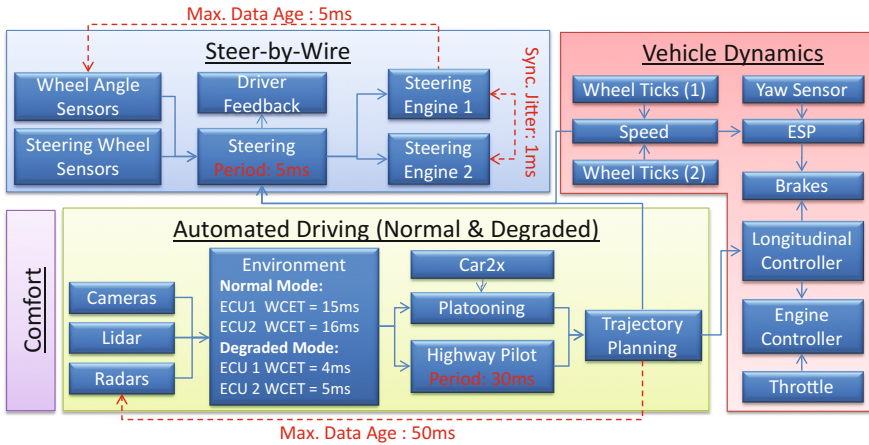 Max. Data Age : 5ms
Steer-by-Wire
Wheel Angle
Sensors
Steering Wheel
Sensors
Driver
Feedback
Steering
Period: 5ms
Steering
Engine 1
Steering
Engine 2
Sync. Jitter: 1ms
Vehicle Dynamics
Wheel Ticks (1)
Speed
Wheel Ticks (2)
Yaw Sensor
ESP
Brakes
Longitudinal
Controller
Engine
Controller
Throttle
Comfort
Automated Driving (Normal & Degraded)
Cameras
Lidar
Radars
Environment
Normal Mode:
ECU1 WCET = 15ms
ECU2 WCET = 16ms
Degraded Mode:
ECU 1 WCET = 4ms
ECU 2 WCET = 5ms
Car2x
Platooning
Highway Pilot
Period: 30ms
Trajectory
Planning
Max. Data Age : 50ms